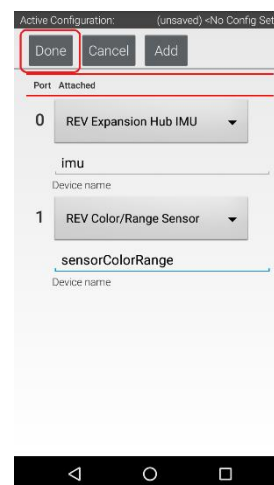 Active Configuration: (unsaved) <No Config Set
Done Cancel Add
Port Attached
0 REV Expansion Hub IMU
imu
Device name
1 REV Color/Range Sensor
sensorColorRange
Device name